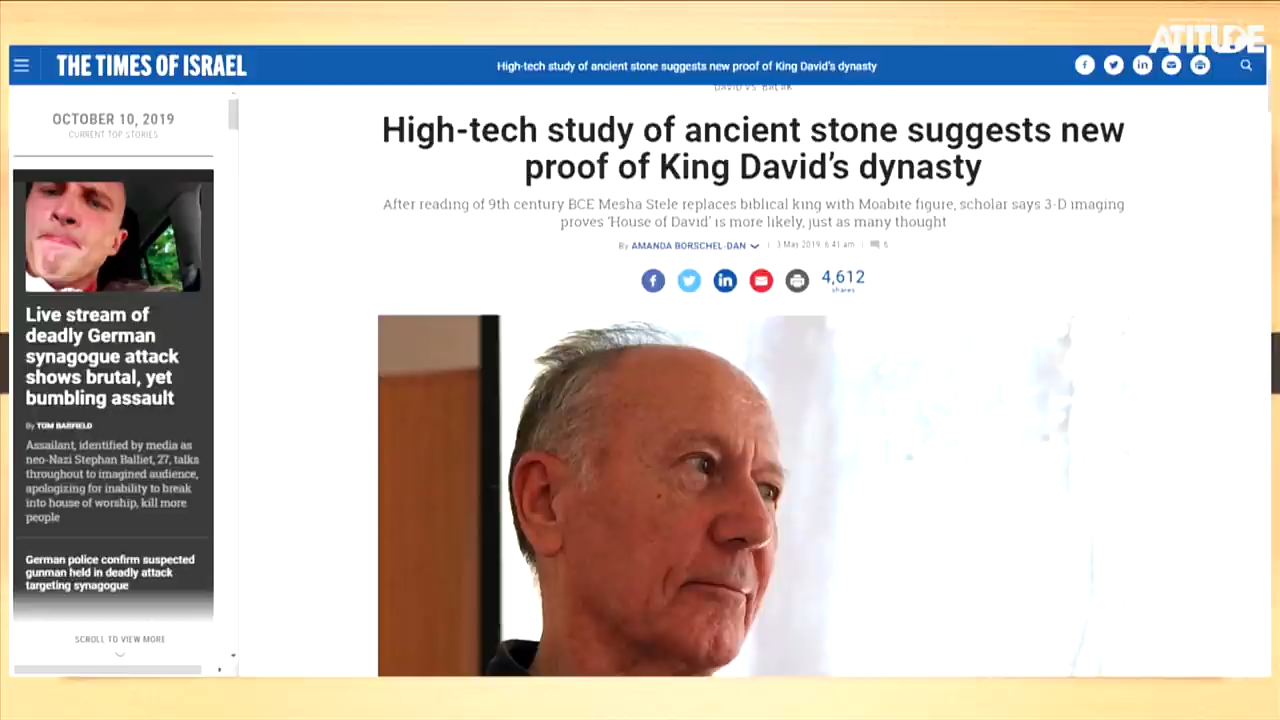 ATITUDE
THE TIMES OF ISRAEL
High-tech study of ancient stone suggests new proof of King David's dynasty
OCTOBER 10, 2019
CURRENT TOP STORIES
Live stream of
deadly German
synagogue attack
shows brutal, yet
bumbling assault
By TOM BARFIELD
Assailant, identified by media as
neo-Nazi Stephan Balliet, 27, talks
throughout to imagined audience,
apologizing for inability to break
into house of worship, kill more
people
German police confirm suspected
gunman held in deadly attack
targeting synagogue
SCROLL TO VIEW MORE
DAVID VS. BALAK
High-tech study of ancient stone suggests new
proof of King David's dynasty
After reading of 9th century BCE Mesha Stele replaces biblical king with Moabite figure, scholar says 3-D imaging
proves 'House of David' is more likely, just as many thought
By AMANDA BORSCHEL-DAN | 3 May 2019, 6:41 am | 6
4,612
shares